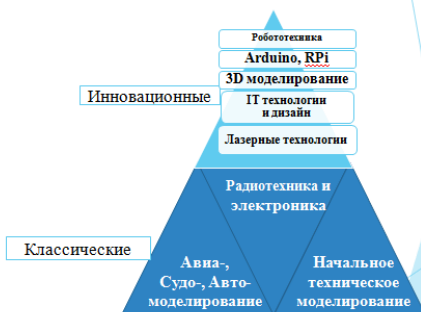 Робототехника
Arduino, RPi
3D моделирование
Инновационные
IT технологии
и дизайн
Лазерные технологии
Радиотехника и
электроника
Классические
Авиа-,
Судо-, Авто-
моделирование
Начальное
техническое
моделирование